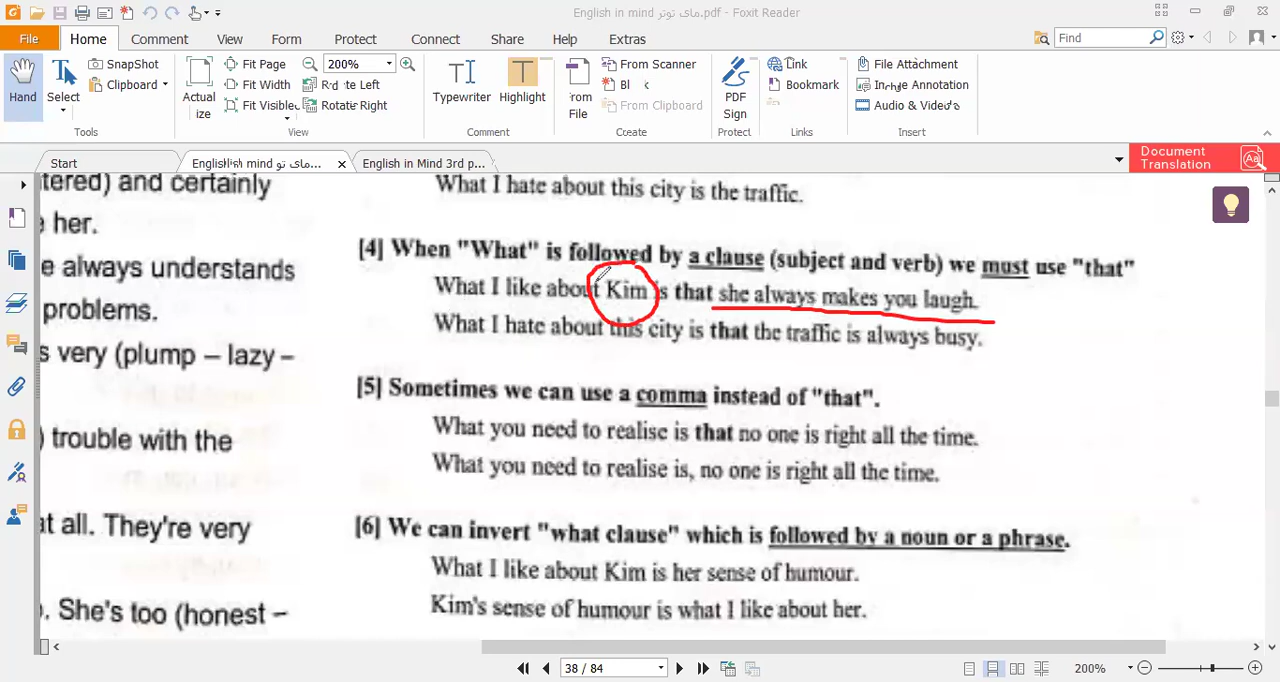 English in mind ماى توتر.pdf - Foxit Reader
File Home Comment View Form Protect Connect Share Help Extras
Find
Hand
Select
SnapShot
Clipboard
Tools
Actual
ize
Fit Page
Fit Width
Fit Visible
200%
Rotate Right
View
Typewriter
Highlight
Comment
From
File
From Scanner
From Clipboard
Create
PDF
Sign
Protect
Link
Bookmark
Links
File Attachment
Audio & Video
Insert
Start
English in Mind 3rd p...
Document
Translation
tered) and certainly
her.
e always understands
problems.
s very (plump – lazy –
) trouble with the
at all. They're very
. She's too (honest –
What I hate about this city is the traffic.
[4] When "What" is followed by a clause (subject and verb) we must use "that"
What I like about Kim is that she always makes you laugh.
What I hate about this city is that the traffic is always busy.
[5] Sometimes we can use a comma instead of "that".
What you need to realise is that no one is right all the time.
What you need to realise is, no one is right all the time.
[6] We can invert "what clause" which is followed by a noun or a phrase.
What I like about Kim is her sense of humour.
Kim's sense of humour is what I like about her.
38 / 84
200%